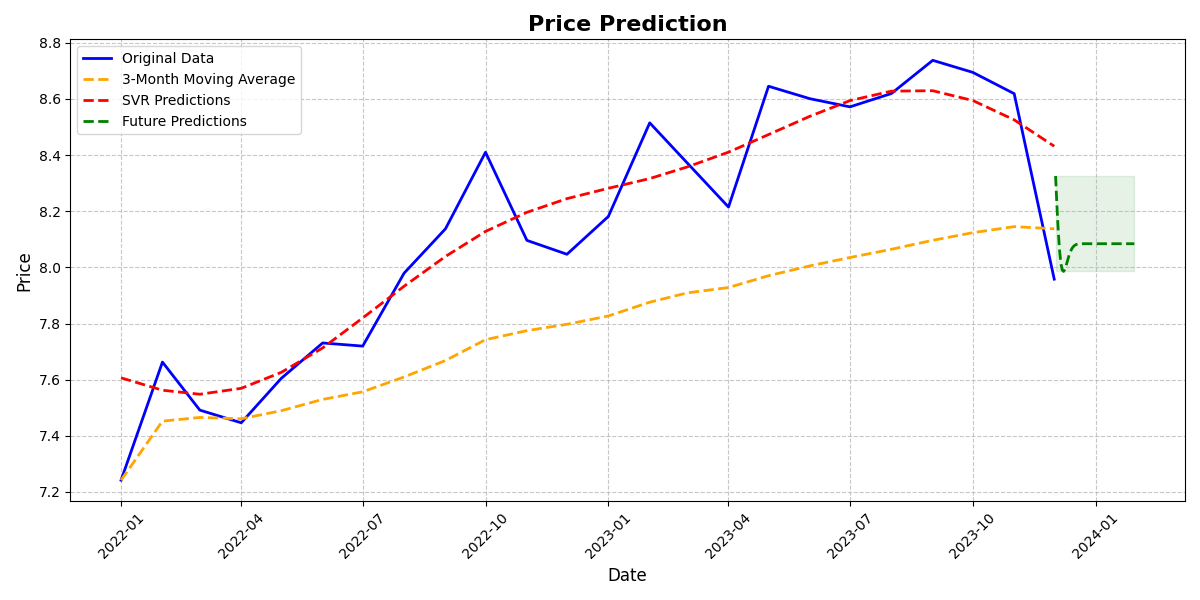 Price Prediction
Original Data
3-Month Moving Average
SVR Predictions
Future Predictions
Price
8.8
8.6
8.4
8.2
8.0
7.8
7.6
7.4
7.2
2022-01
2022-04
2022-07
2022-10
2023-01
2023-04
2023-07
2023-10
2024-01
Date